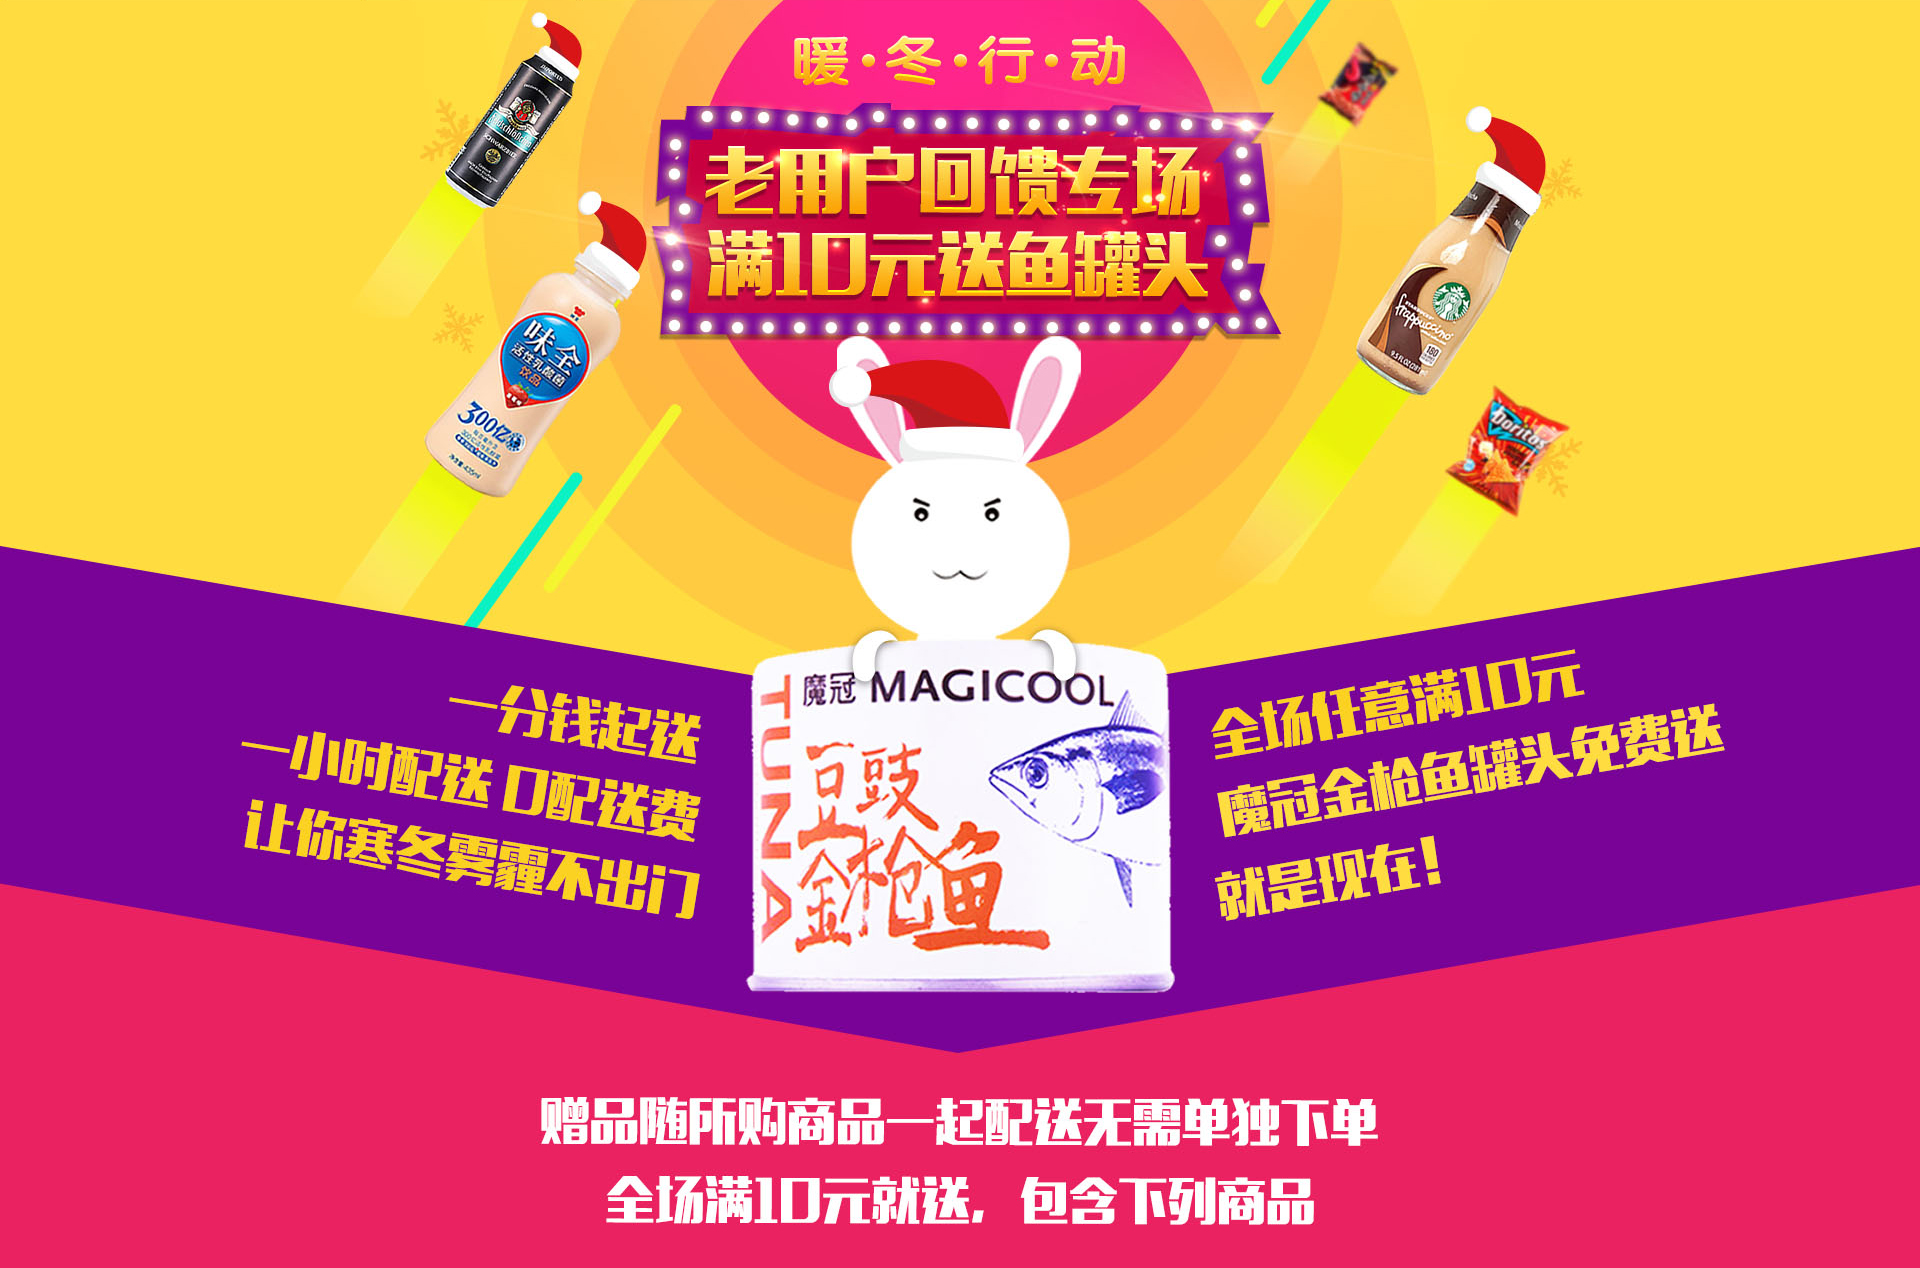 暖·冬·行·动
老用户回馈专场
满10元送鱼罐头
味全
活性乳酸菌
饮品
300亿
435ml
STARBUCKS
frappuccino
180
Doritos
魔冠 MAGICOOL
TUNA
豆豉
金枪鱼
一分钱起送
一小时配送 0配送费
让你寒冬雾霾不出门
全场任意满10元
魔冠金枪鱼罐头免费送
就是现在!
赠品随所购商品一起配送无需单独下单
全场满10元就送，包含下列商品